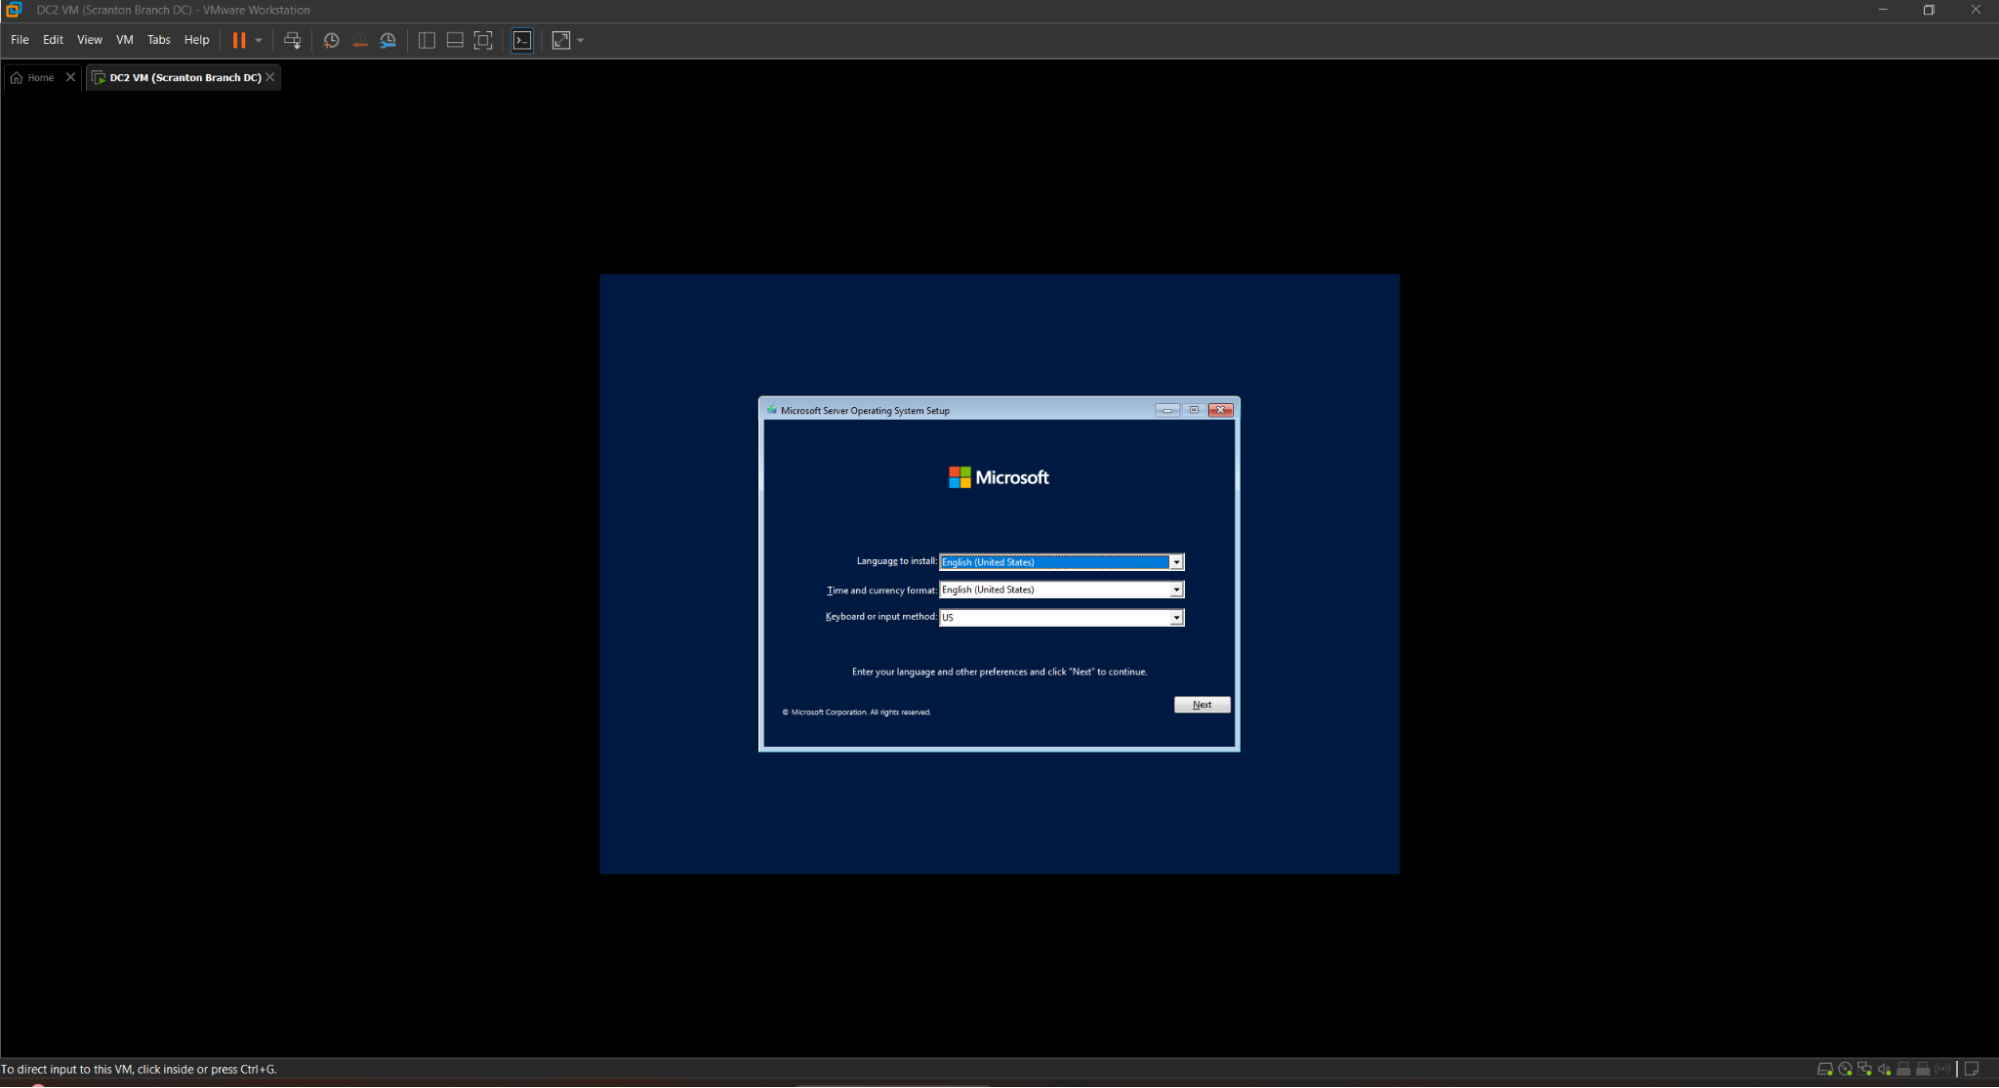 DC2 VM (Scranton Branch DC) - VMware Workstation
File Edit View VM Tabs Help
Home DC2 VM (Scranton Branch DC)
Microsoft Server Operating System Setup
Microsoft
Language to install: English (United States)
Time and currency format: English (United States)
Keyboard or input method: US
Enter your language and other preferences and click "Next" to continue.
Next
© Microsoft Corporation. All rights reserved.
To direct input to this VM, click inside or press Ctrl+G.